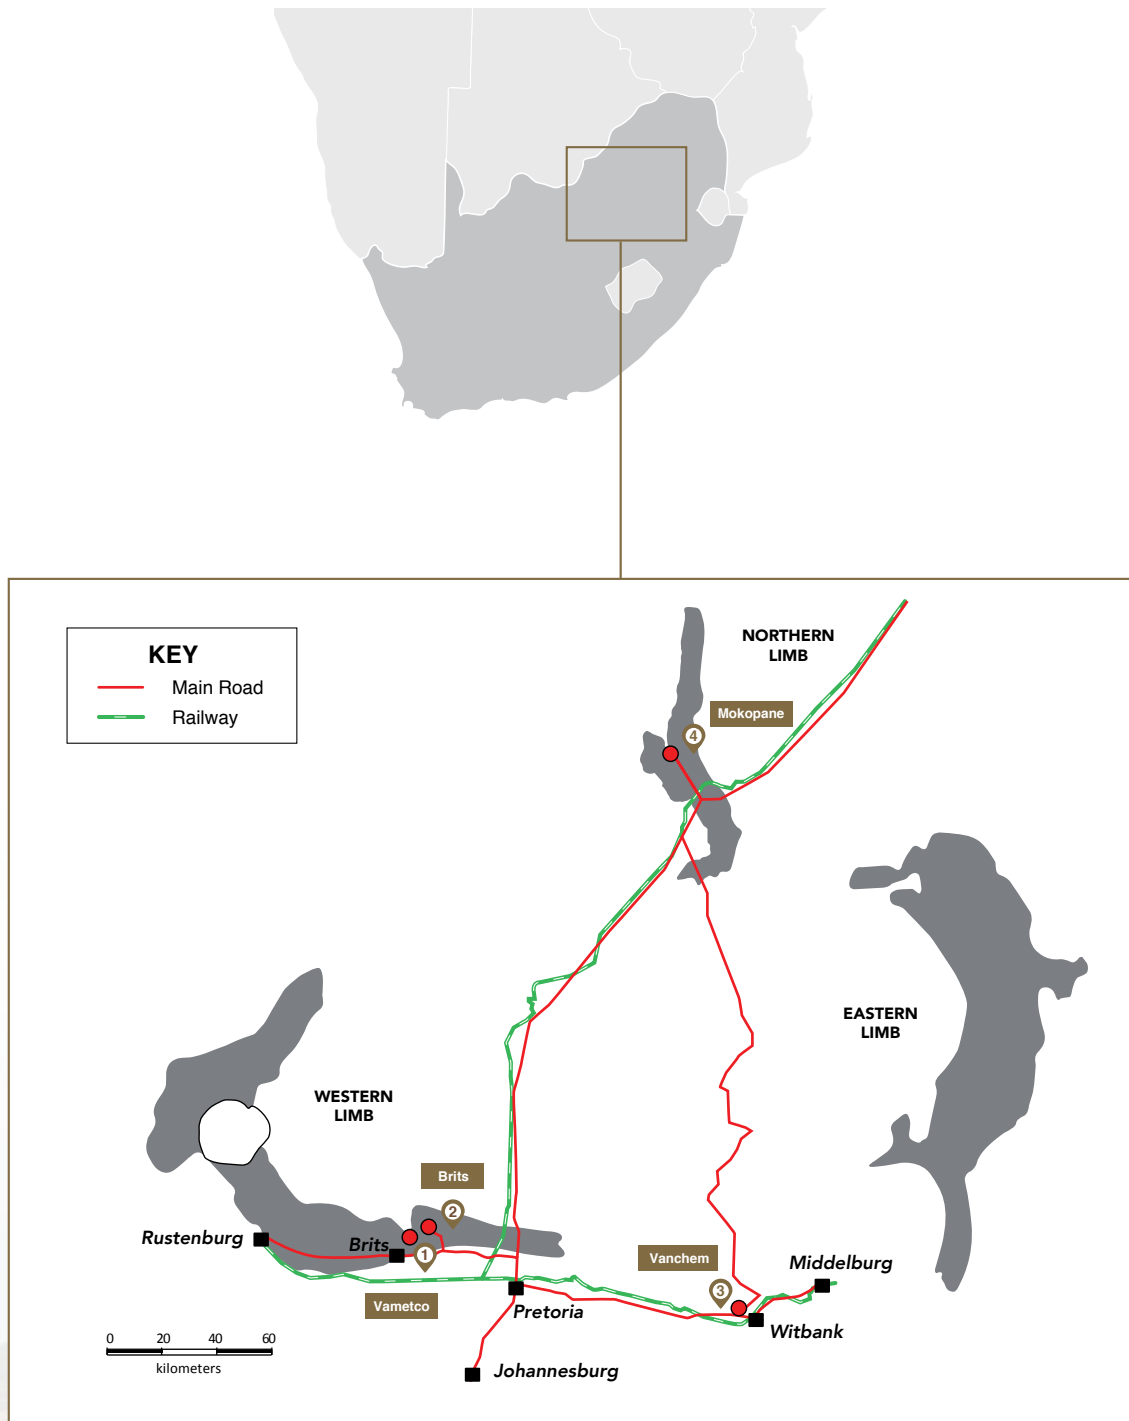 KEY
Main Road
Railway
NORTHERN
LIMB
Mokopane
4
EASTERN
LIMB
WESTERN
LIMB
Brits
2
Rustenburg
Brits
1
Vametco
Vanchem
3
Middelburg
Pretoria
Witbank
Johannesburg
0 20 40 60
kilometers